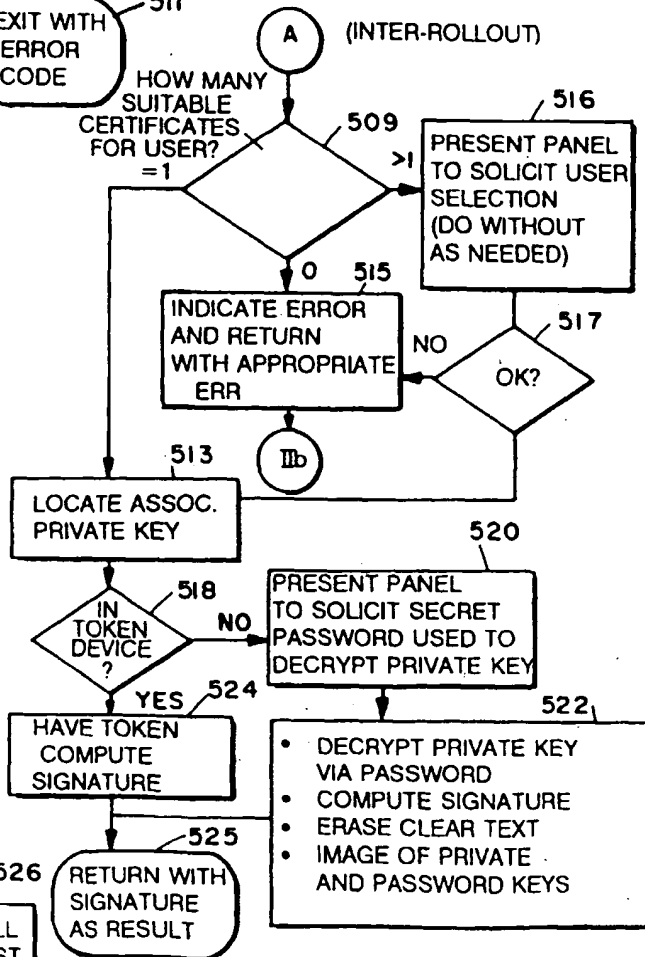 511
EXIT WITH
ERROR
CODE
A
(INTER-ROLLOUT)
HOW MANY
SUITABLE
CERTIFICATES
FOR USER?
=1
509
>1
516
PRESENT PANEL
TO SOLICIT USER
SELECTION
(DO WITHOUT
AS NEEDED)
0
515
INDICATE ERROR
AND RETURN
WITH APPROPRIATE
ERR
NO
517
OK?
IIb
513
LOCATE ASSOC.
PRIVATE KEY
518
IN
TOKEN
DEVICE
?
NO
520
PRESENT PANEL
TO SOLICIT SECRET
PASSWORD USED TO
DECRYPT PRIVATE KEY
YES
524
HAVE TOKEN
COMPUTE
SIGNATURE
522
• DECRYPT PRIVATE KEY
VIA PASSWORD
• COMPUTE SIGNATURE
• ERASE CLEAR TEXT
• IMAGE OF PRIVATE
AND PASSWORD KEYS
525
RETURN WITH
SIGNATURE
AS RESULT
526